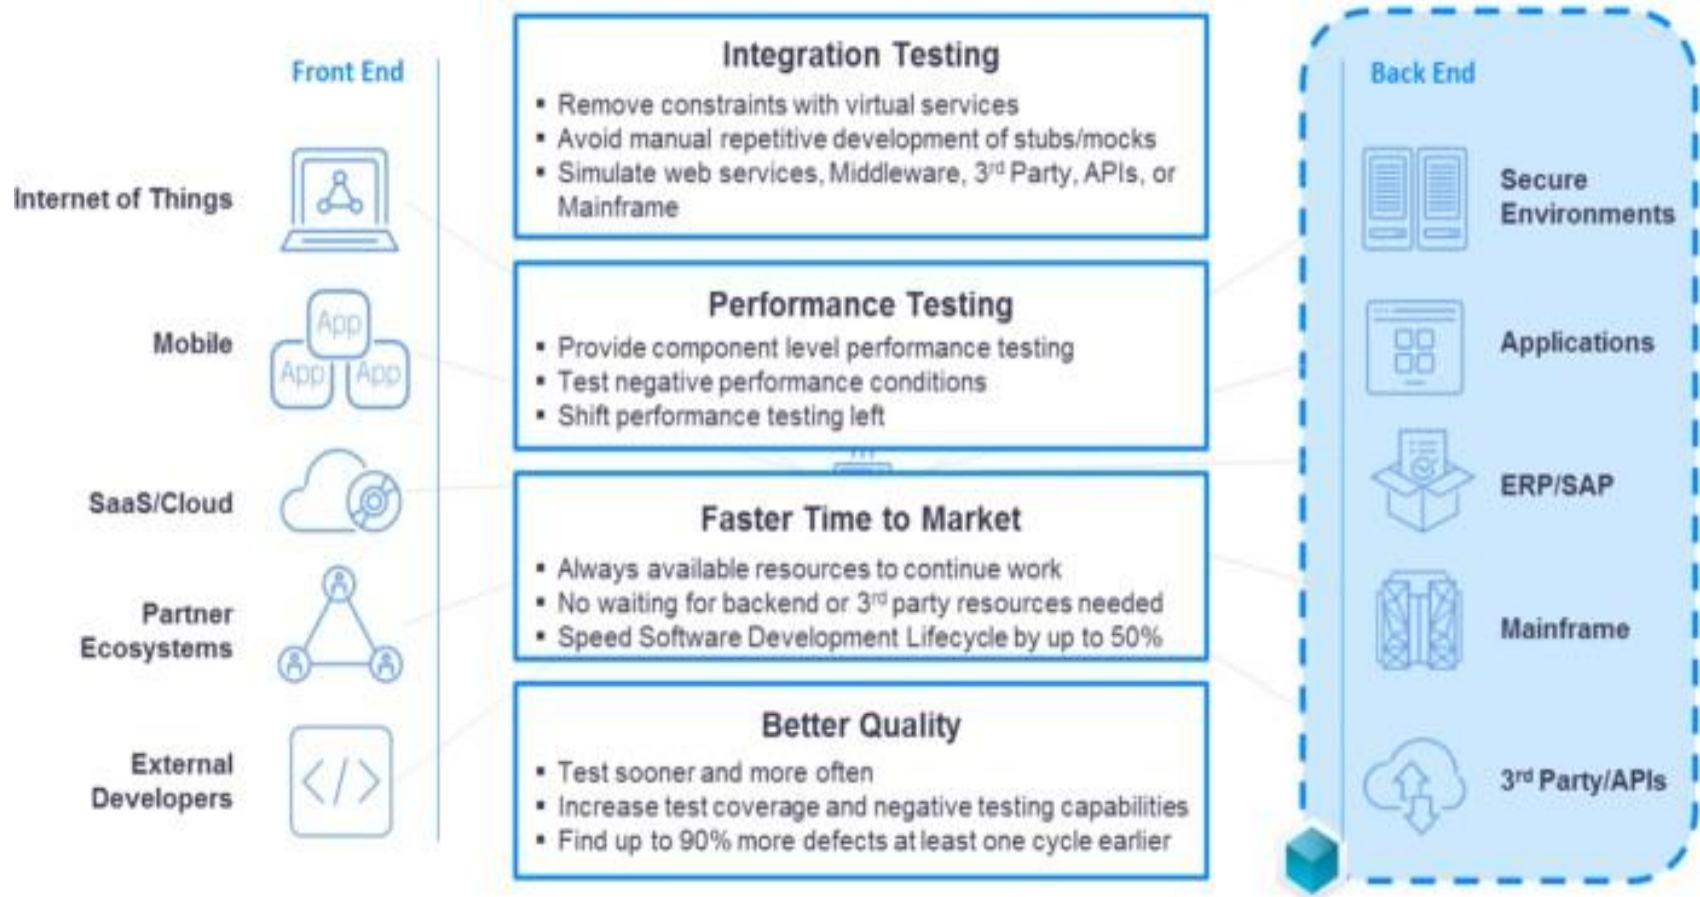 Front End
Internet of Things
Mobile
App
App
App
SaaS/Cloud
Partner
Ecosystems
External
Developers
Integration Testing
▪ Remove constraints with virtual services
▪ Avoid manual repetitive development of stubs/mocks
▪ Simulate web services, Middleware, 3rd Party, APIs, or
Mainframe
Performance Testing
▪ Provide component level performance testing
▪ Test negative performance conditions
▪ Shift performance testing left
Faster Time to Market
▪ Always available resources to continue work
▪ No waiting for backend or 3rd party resources needed
▪ Speed Software Development Lifecycle by up to 50%
Better Quality
▪ Test sooner and more often
▪ Increase test coverage and negative testing capabilities
▪ Find up to 90% more defects at least one cycle earlier
Back End
Secure
Environments
Applications
ERP/SAP
Mainframe
3rd Party/APIs